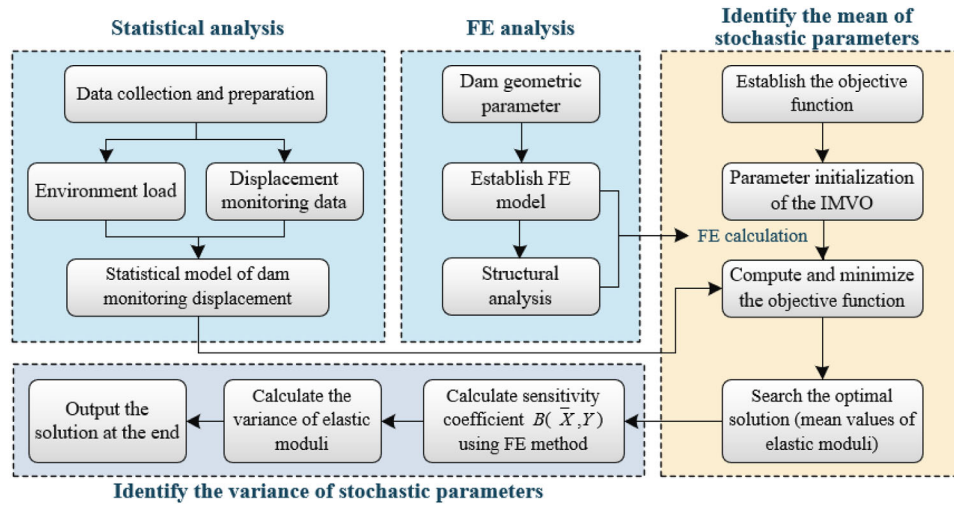 Statistical analysis
Data collection and preparation
Environment load
Displacement
monitoring data
Statistical model of dam
monitoring displacement
FE analysis
Dam geometric
parameter
Establish FE
model
Structural
analysis
FE calculation
Identify the mean of
stochastic parameters
Establish the objective
function
Parameter initialization
of the IMVO
Compute and minimize
the objective function
Search the optimal
solution (mean values of
elastic moduli)
Calculate sensitivity
coefficient B( X̅,Y)
using FE method
Calculate the
variance of elastic
moduli
Output the
solution at the end
Identify the variance of stochastic parameters